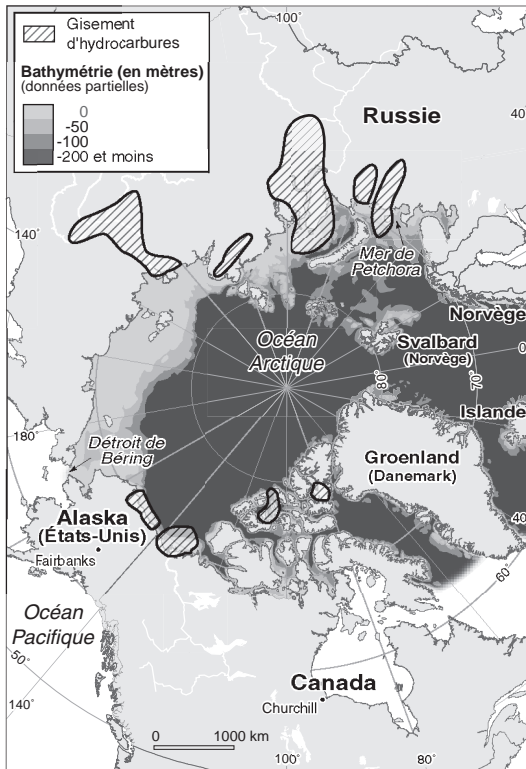 Gisement
d'hydrocarbures
Bathymétrie (en mètres)
(données partielles)
0
-50
-100
-200 et moins
100°
Russie
40
140°
Mer de
Petchora
Norvège
Océan
Arctique
Svalbard
(Norvège)
0
80°
70°
Islande
180°
Détroit de
Béring
Groenland
(Danemark)
Alaska
(États-Unis)
Fairbanks
40
60
Océan
Pacifique
50°
Canada
Churchill
140°
0 1000 km
100°
80°